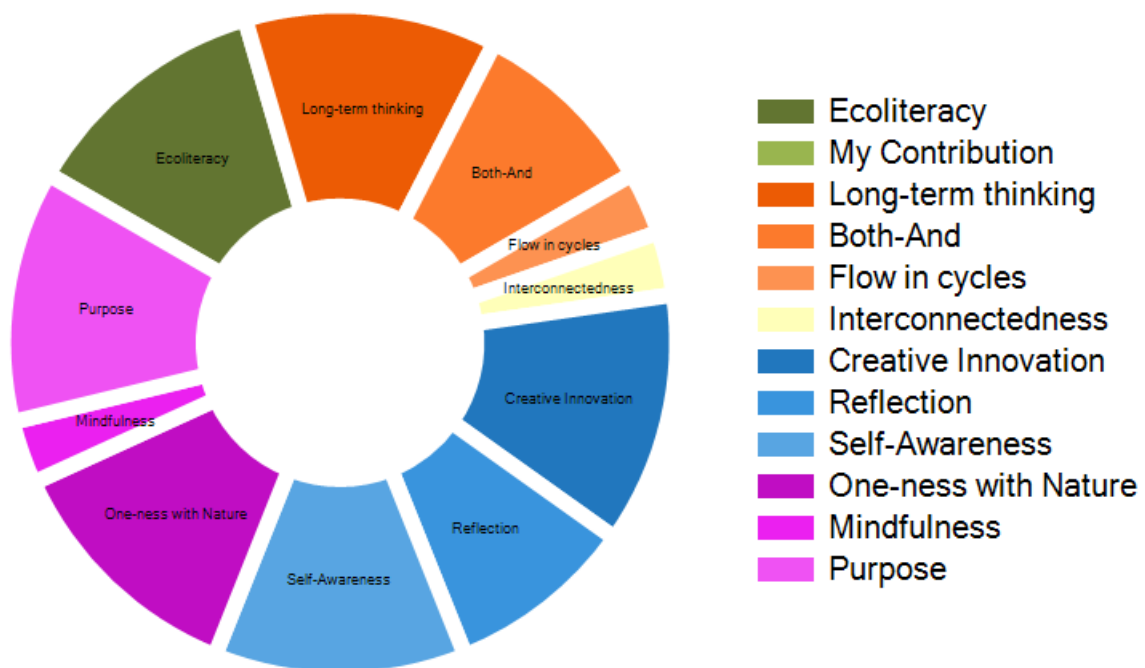 Long-term thinking
Ecoliteracy
Both-And
Flow in cycles
Interconnectedness
Purpose
Creative Innovation
Mindfulness
One-ness with Nature
Reflection
Self-Awareness
Ecoliteracy
My Contribution
Long-term thinking
Both-And
Flow in cycles
Interconnectedness
Creative Innovation
Reflection
Self-Awareness
One-ness with Nature
Mindfulness
Purpose